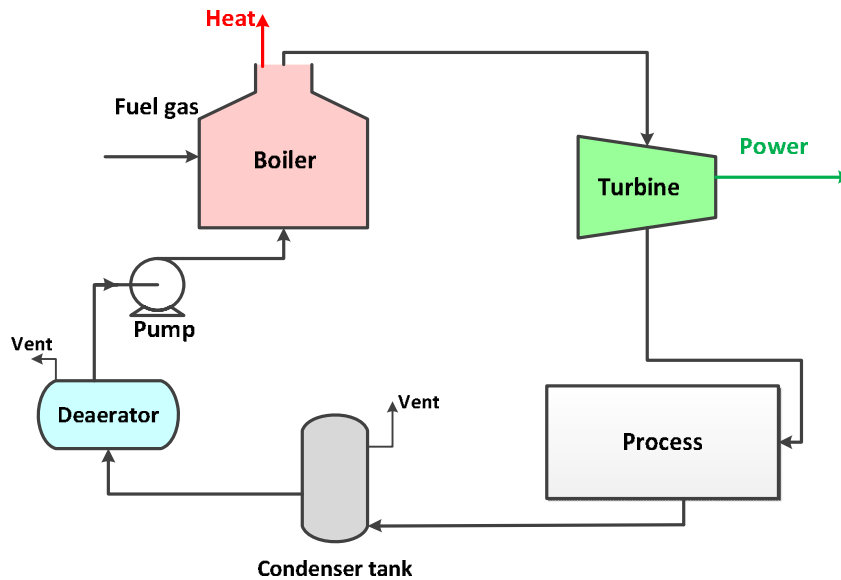 Heat
Fuel gas
Boiler
Power
Turbine
Pump
Vent
Deaerator
Vent
Process
Condenser tank